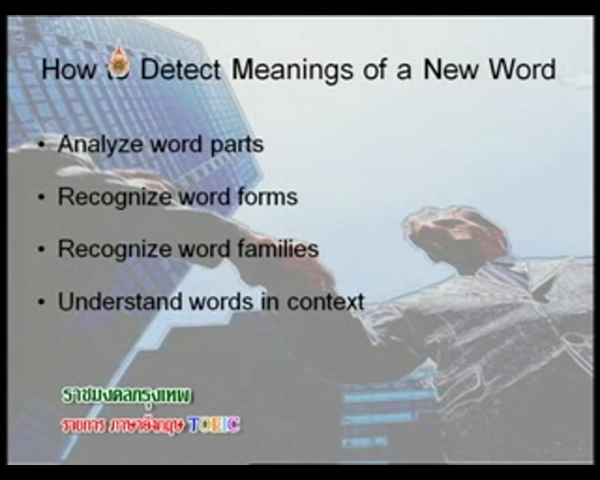 How to Detect Meanings of a New Word
• Analyze word parts
• Recognize word forms
• Recognize word families
• Understand words in context
ราชมงคลกรุงเทพ
รายการ ภาษาอังกฤษ TOEIC